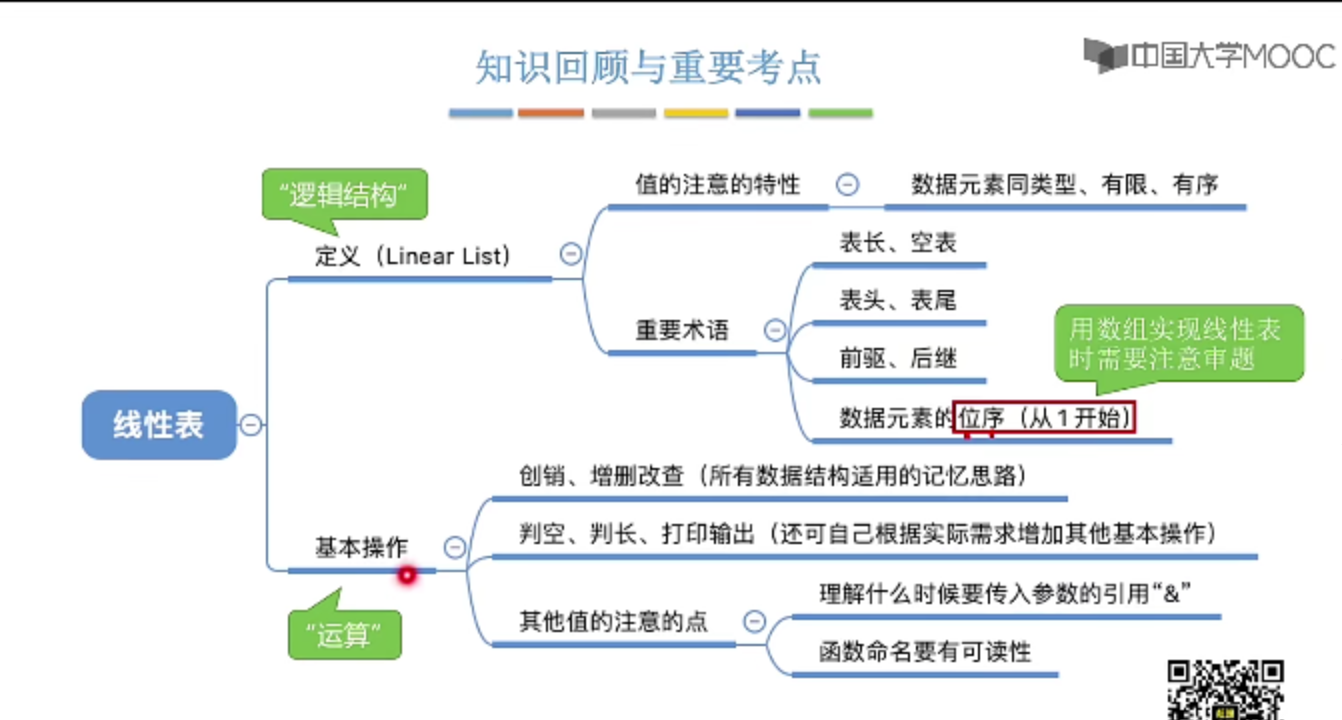 知识回顾与重要考点
中国大学MOOC
“逻辑结构”
值的注意的特性
数据元素同类型、有限、有序
定义（Linear List）
表长、空表
表头、表尾
重要术语
用数组实现线性表
时需要注意审题
前驱、后继
数据元素的位序（从1开始）
线性表
创销、增删改查（所有数据结构适用的记忆思路）
判空、判长、打印输出（还可自己根据实际需求增加其他基本操作）
基本操作
“运算”
其他值的注意的点
理解什么时候要传入参数的引用“&”
函数命名要有可读性